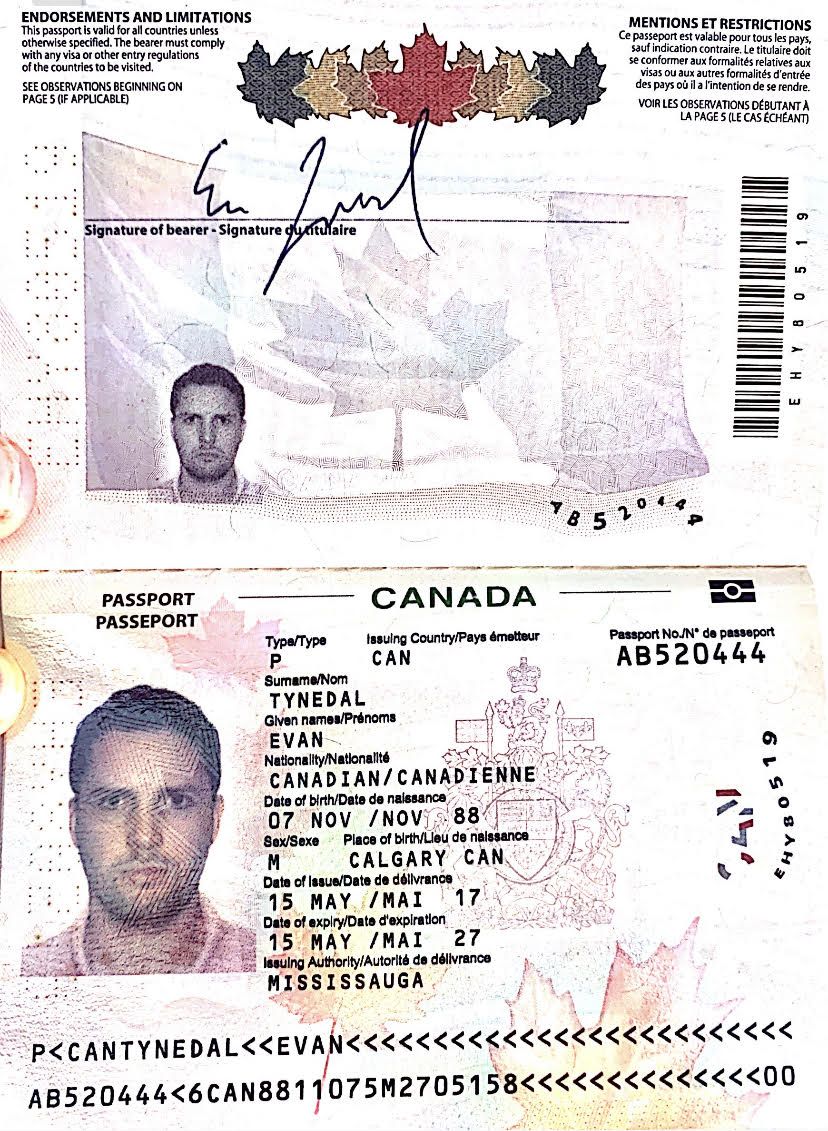 ENDORSEMENTS AND LIMITATIONS
This passport is valid for all countries unless
otherwise specified. The bearer must comply
with any visa or other entry regulations
of the countries to be visited.
SEE OBSERVATIONS BEGINNING ON
PAGE 5 (IF APPLICABLE)
MENTIONS ET RESTRICTIONS
Ce passeport est valable pour tous les pays,
sauf indication contraire. Le titulaire doit
se conformer aux formalités relatives aux
visas ou aux autres formalités d'entrée
des pays où il a l'intention de se rendre.
VOIR LES OBSERVATIONS DÉBUTANT À
LA PAGE 5 (LE CAS ÉCHÉANT)
Signature of bearer - Signature du titulaire
EHY80519
AB520444
PASSPORT
PASSEPORT
CANADA
Type/Type Issuing Country/Pays émetteur Passport No./N° de passeport
P CAN AB520444
Surname/Nom
TYNEDAL
Given names/Prénoms
EVAN
Nationality/Nationalité
CANADIAN/CANADIENNE
Date of birth/Date de naissance
07 NOV /NOV 88
Sex/Sexe Place of birth/Lieu de naissance
M CALGARY CAN
Date of issue/Date de délivrance
15 MAY /MAI 17
Date of expiry/Date d'expiration
15 MAY /MAI 27
Issuing Authority/Autorité de délivrance
MISSISSAUGA
EHY80519
P<CANTYNEDAL<<EVAN<<<<<<<<<<<<<<<<<<<<<<<<<<
AB520444<6CAN8811075M2705158<<<<<<<<<<<<<<00